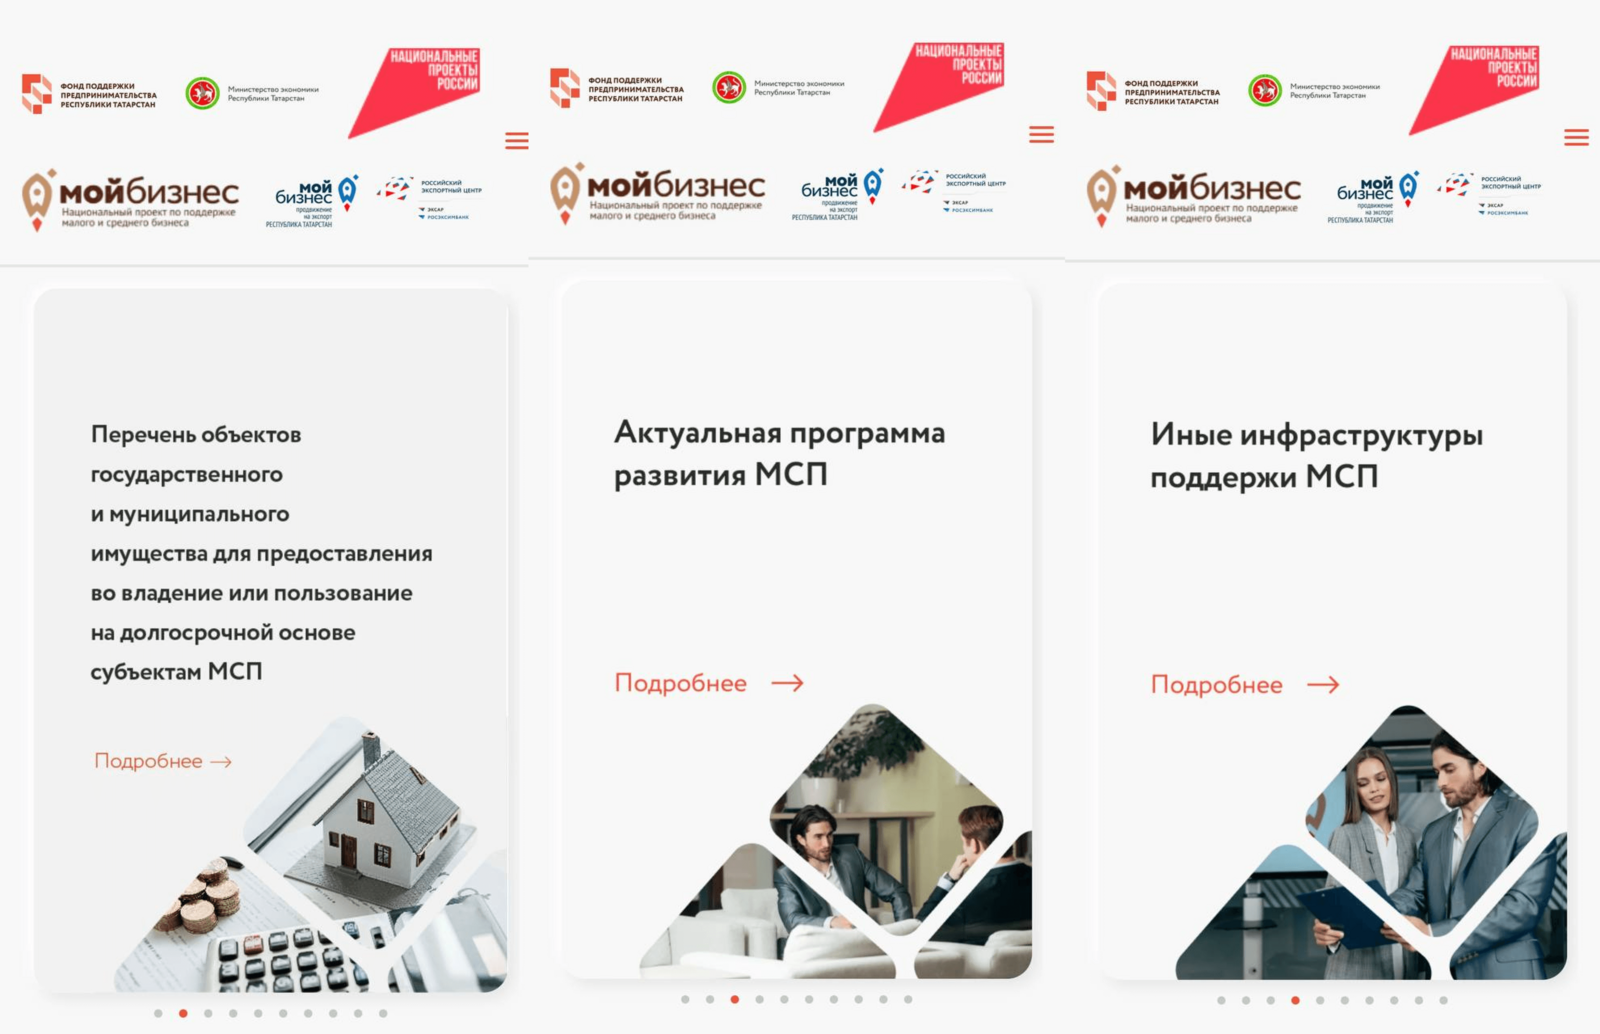 ФОНД ПОДДЕРЖКИ
ПРЕДПРИНИМАТЕЛЬСТВА
РЕСПУБЛИКИ ТАТАРСТАН
Министерство экономики
Республики Татарстан
НАЦИОНАЛЬНЫЕ
ПРОЕКТЫ
РОССИИ
мойбизнес
Национальный проект по поддержке
малого и среднего бизнеса
мой
бизнес
продвижение
на экспорт
РЕСПУБЛИКА ТАТАРСТАН
РОССИЙСКИЙ
ЭКСПОРТНЫЙ ЦЕНТР
ЭКСАР
РОСЭКСИМБАНК
Перечень объектов
государственного
и муниципального
имущества для предоставления
во владение или пользование
на долгосрочной основе
субъектам МСП
Подробнее →
ФОНД ПОДДЕРЖКИ
ПРЕДПРИНИМАТЕЛЬСТВА
РЕСПУБЛИКИ ТАТАРСТАН
Министерство экономики
Республики Татарстан
НАЦИОНАЛЬНЫЕ
ПРОЕКТЫ
РОССИИ
мойбизнес
Национальный проект по поддержке
малого и среднего бизнеса
мой
бизнес
продвижение
на экспорт
РЕСПУБЛИКА ТАТАРСТАН
РОССИЙСКИЙ
ЭКСПОРТНЫЙ ЦЕНТР
ЭКСАР
РОСЭКСИМБАНК
Актуальная программа
развития МСП
Подробнее →
ФОНД ПОДДЕРЖКИ
ПРЕДПРИНИМАТЕЛЬСТВА
РЕСПУБЛИКИ ТАТАРСТАН
Министерство экономики
Республики Татарстан
НАЦИОНАЛЬНЫЕ
ПРОЕКТЫ
РОССИИ
мойбизнес
Национальный проект по поддержке
малого и среднего бизнеса
мой
бизнес
продвижение
на экспорт
РЕСПУБЛИКА ТАТАРСТАН
РОССИЙСКИЙ
ЭКСПОРТНЫЙ ЦЕНТР
ЭКСАР
РОСЭКСИМБАНК
Иные инфраструктуры
поддержи МСП
Подробнее →